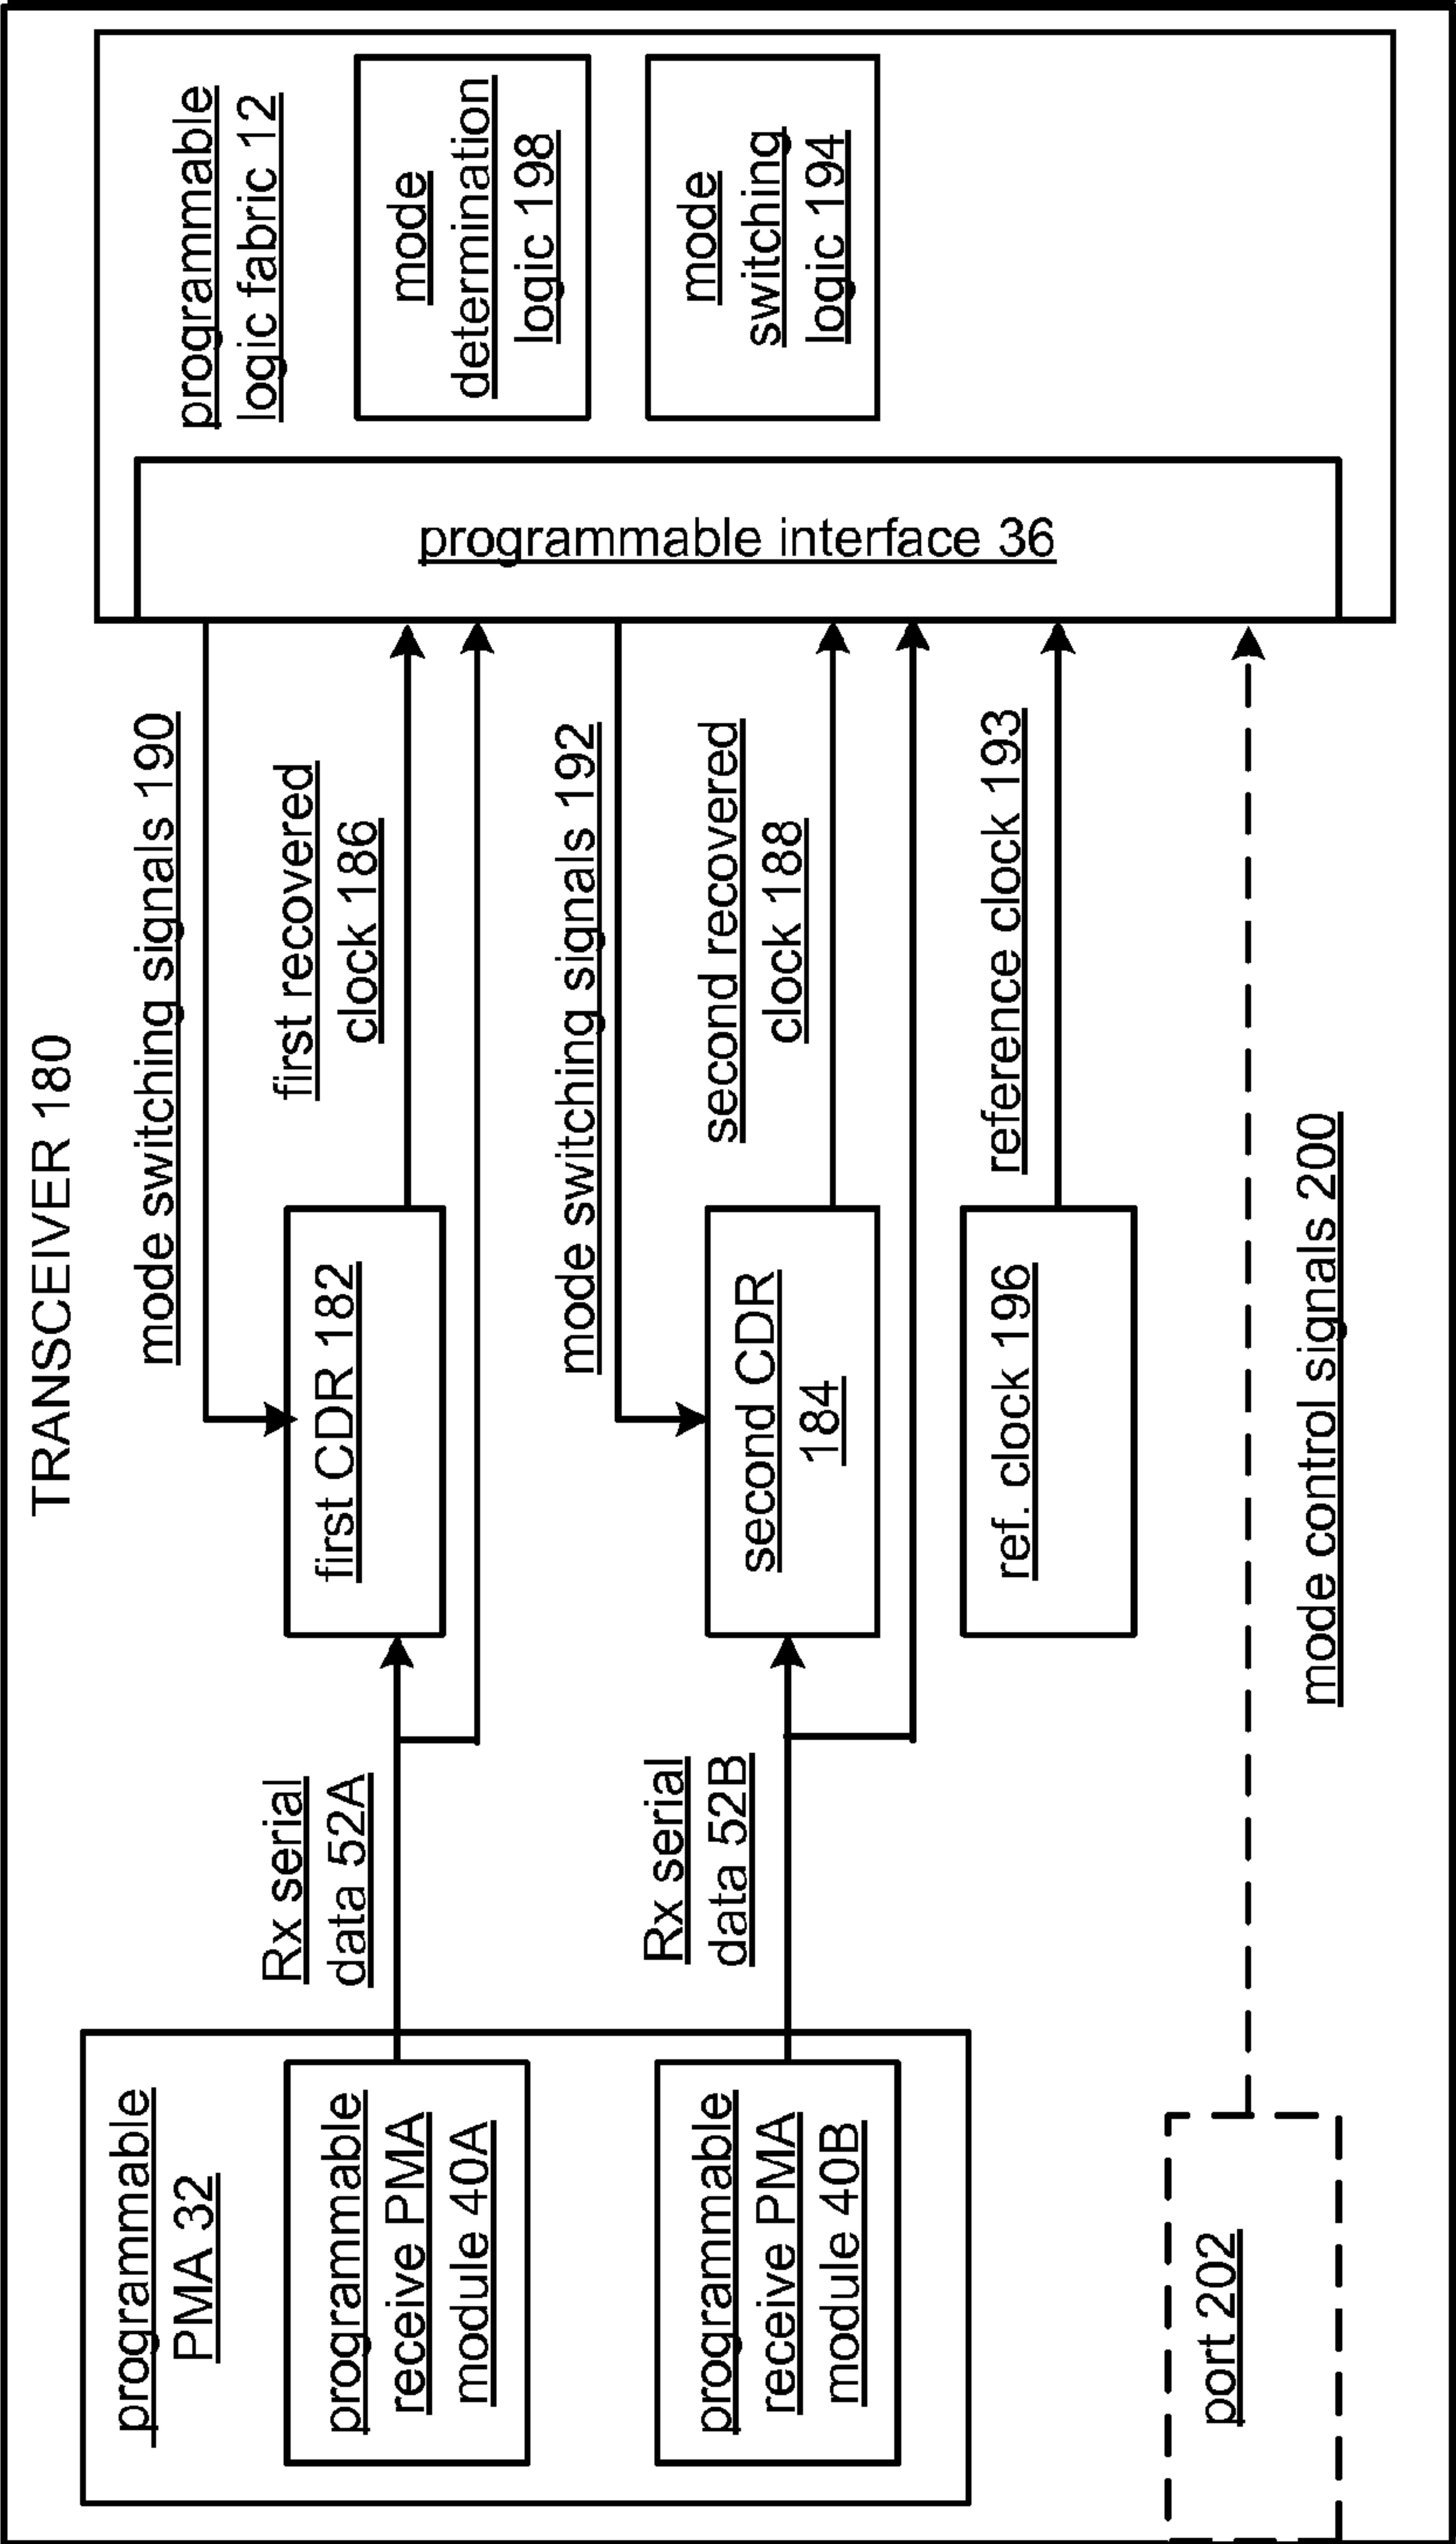 TRANSCEIVER 180
programmable
PMA 32
programmable
receive PMA
module 40A
programmable
receive PMA
module 40B
port 202
Rx serial
data 52A
Rx serial
data 52B
first CDR 182
second CDR
184
ref. clock 196
mode switching signals 190
first recovered
clock 186
mode switching signals 192
second recovered
clock 188
reference clock 193
mode control signals 200
programmable interface 36
programmable
logic fabric 12
mode
determination
logic 198
mode
switching
logic 194